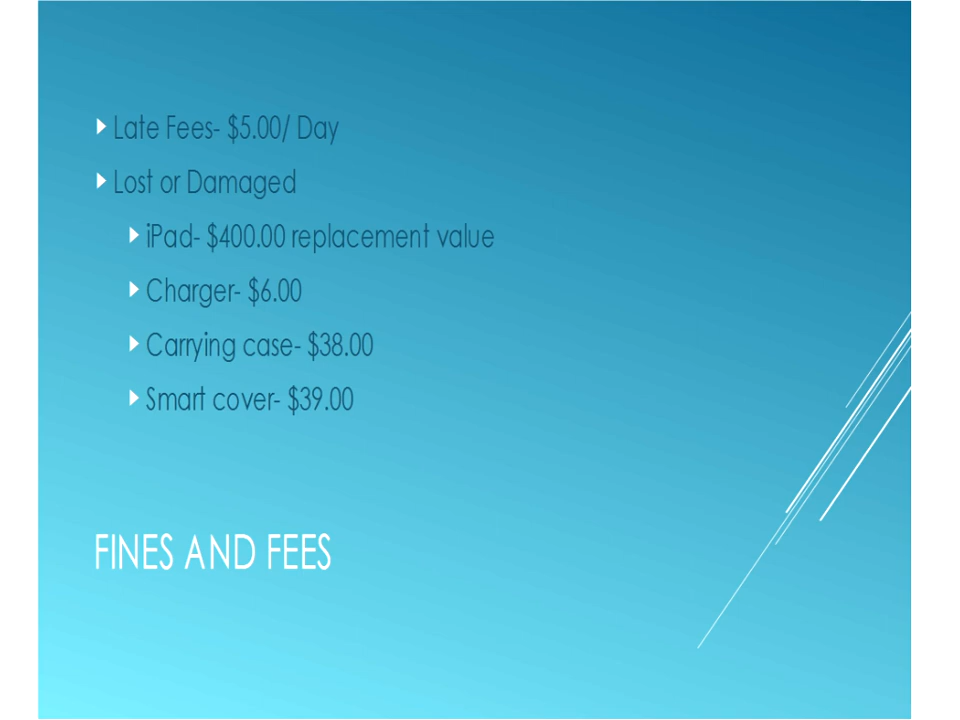 Late Fees- $5.00/ Day
Lost or Damaged
iPad- $400.00 replacement value
Charger- $6.00
Carrying case- $38.00
Smart cover- $39.00
FINES AND FEES